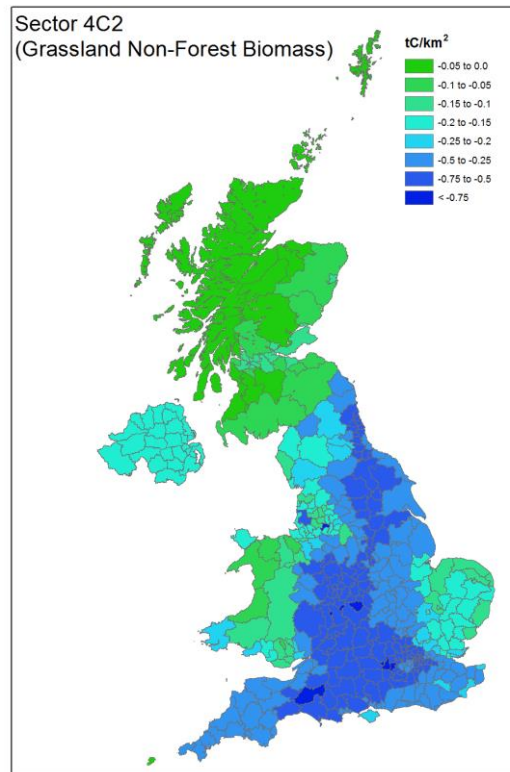 Sector 4C2
(Grassland Non-Forest Biomass)
tC/km²
-0.05 to 0.0
-0.1 to -0.05
-0.15 to -0.1
-0.2 to -0.15
-0.25 to -0.2
-0.5 to -0.25
-0.75 to -0.5
< -0.75